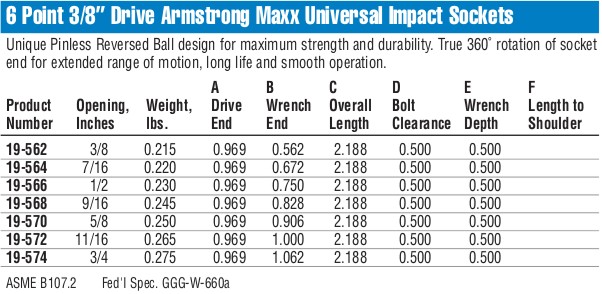 6 Point 3/8" Drive Armstrong Maxx Universal Impact Sockets
Unique Pinless Reversed Ball design for maximum strength and durability. True 360° rotation of socket
end for extended range of motion, long life and smooth operation.
A B C D E F
Product Opening, Weight, Drive Wrench Overall Bolt Wrench Length to
Number Inches lbs. End End Length Clearance Depth Shoulder
19-562 3/8 0.215 0.969 0.562 2.188 0.500 0.500
19-564 7/16 0.220 0.969 0.672 2.188 0.500 0.500
19-566 1/2 0.230 0.969 0.750 2.188 0.500 0.500
19-568 9/16 0.245 0.969 0.828 2.188 0.500 0.500
19-570 5/8 0.250 0.969 0.906 2.188 0.500 0.500
19-572 11/16 0.265 0.969 1.000 2.188 0.500 0.500
19-574 3/4 0.275 0.969 1.062 2.188 0.500 0.500
ASME B107.2 Fed'l Spec. GGG-W-660a